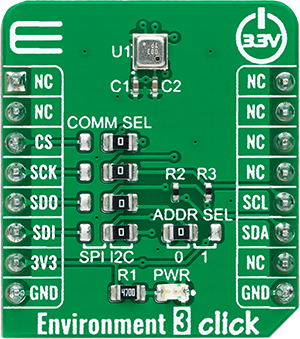 3.3V
U1
C1 C2
NC NC
NC NC
COMM SEL
CS NC
SCK NC
R2 R3
SDO SCL
ADDR SEL
SDI SDA
SPI I2C 0 1
3V3 NC
R1 PWR
4700
GND GND
Environment 3 click